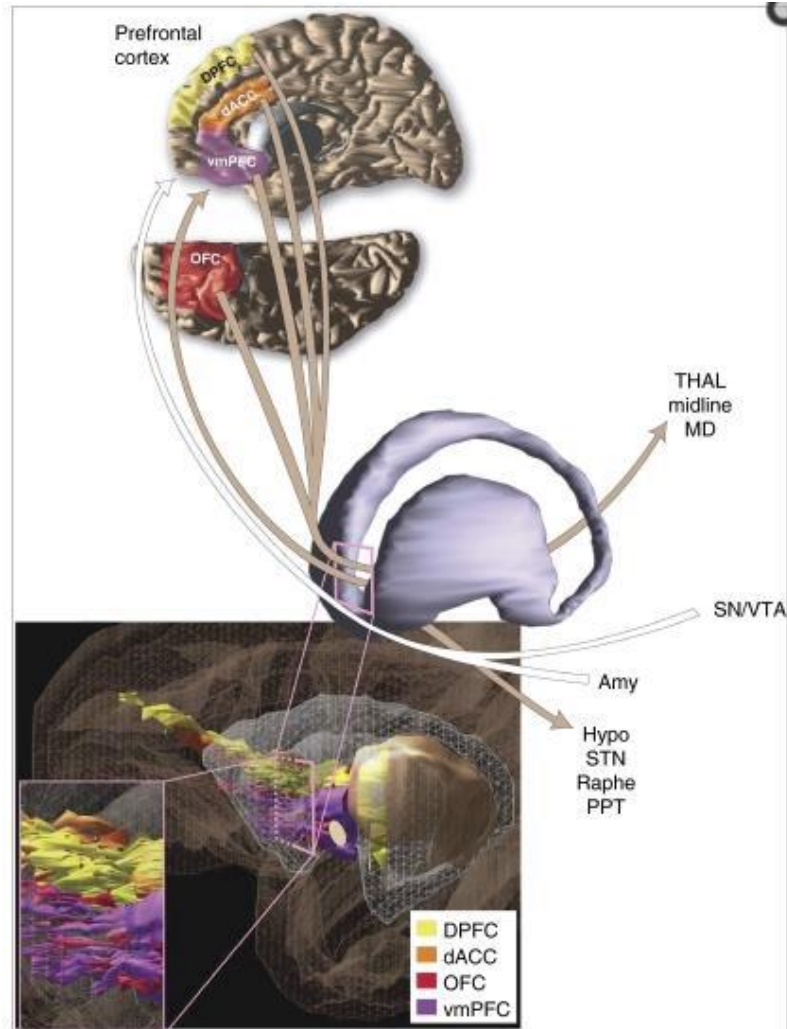 Prefrontal
cortex
DPFC
dACC
vmPFC
OFC
THAL
midline
MD
SN/VTA
Amy
Hypo
STN
Raphe
PPT
DPFC
dACC
OFC
vmPFC